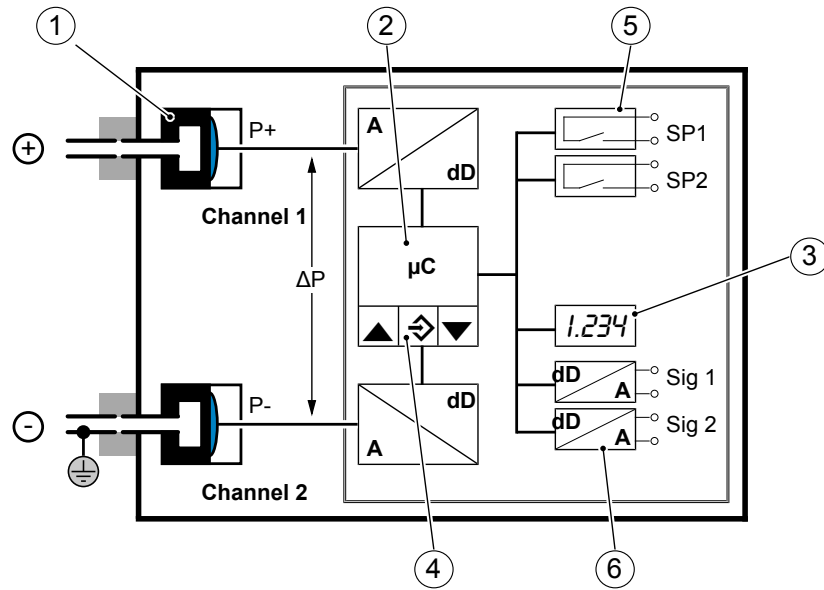 1
2
5
+
P+
A
dD
SP1
SP2
Channel 1
µC
3
ΔP
1.234
dD
A
Sig 1
P-
dD
A
Sig 2
-
A
Channel 2
4
6